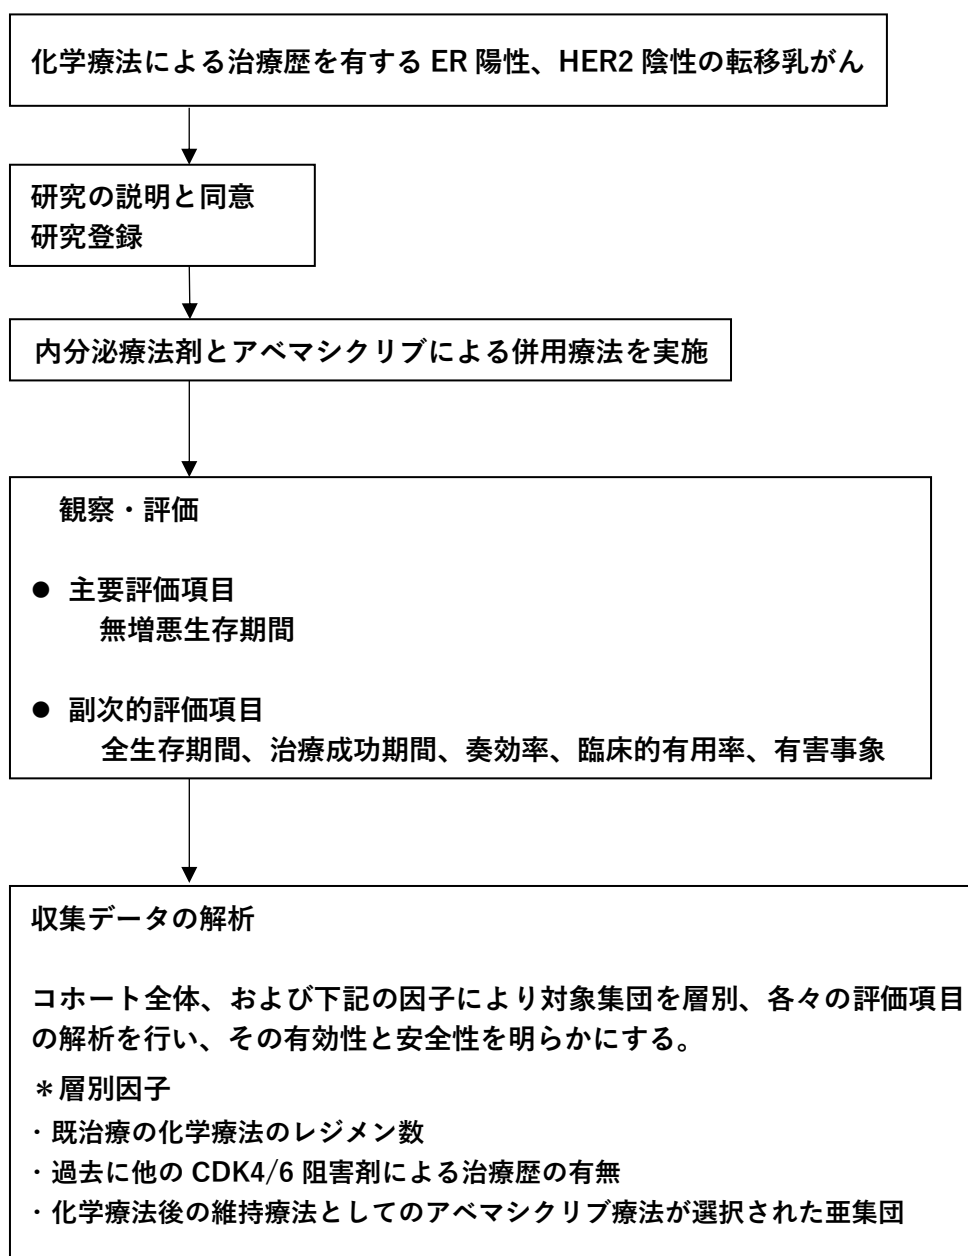 化学療法による治療歴を有する ER 陽性、HER2 陰性の転移乳がん
研究の説明と同意
研究登録
内分泌療法剤とアベマシクリブによる併用療法を実施
観察・評価
● 主要評価項目
無増悪生存期間
● 副次的評価項目
全生存期間、治療成功期間、奏効率、臨床的有用率、有害事象
収集データの解析
コホート全体、および下記の因子により対象集団を層別、各々の評価項目
の解析を行い、その有効性と安全性を明らかにする。
＊層別因子
・既治療の化学療法のレジメン数
・過去に他の CDK4/6 阻害剤による治療歴の有無
・化学療法後の維持療法としてのアベマシクリブ療法が選択された亜集団